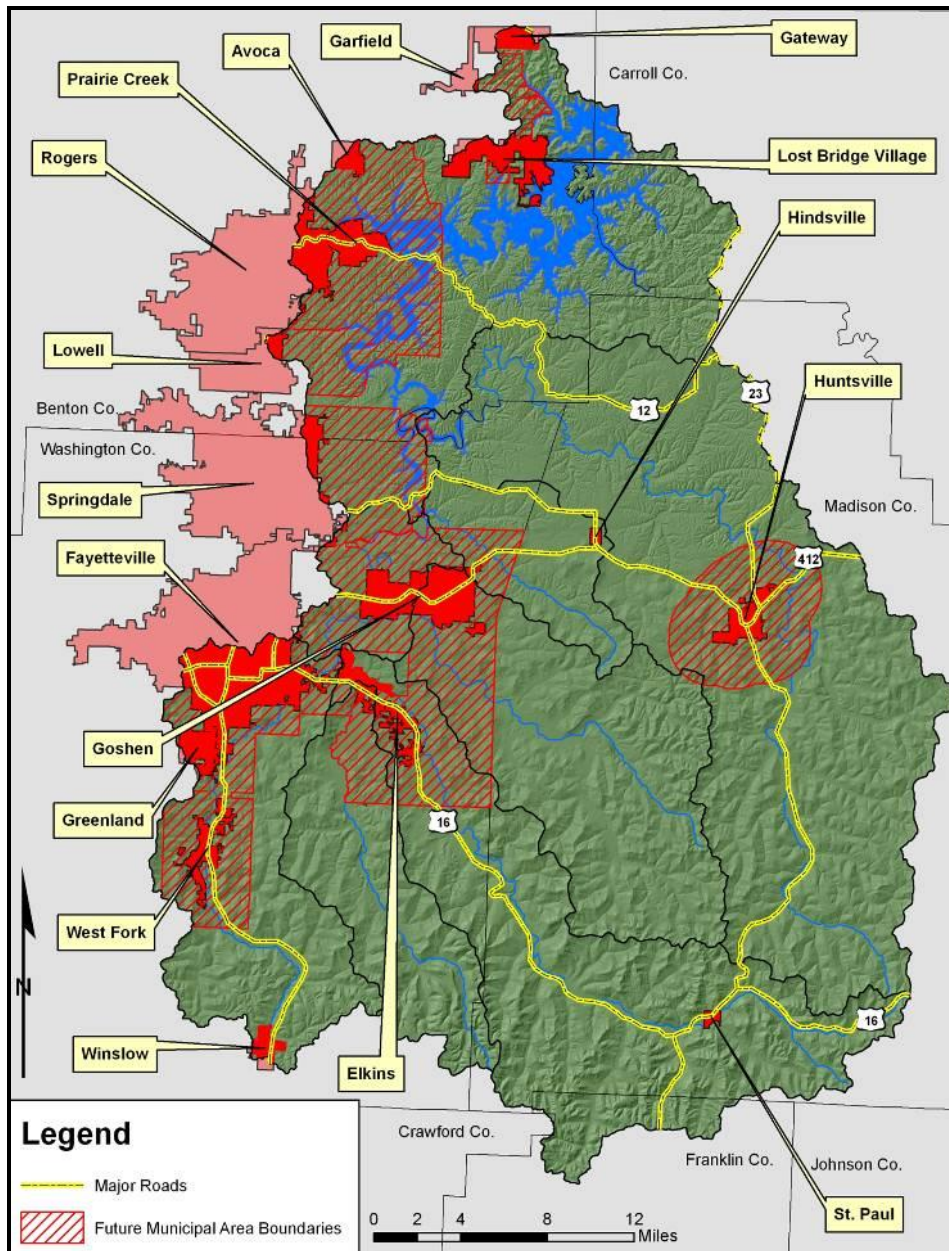 Garfield
Gateway
Avoca
Carroll Co.
Prairie Creek
Rogers
Lost Bridge Village
Hindsville
Lowell
Huntsville
23
12
Benton Co.
Washington Co.
Springdale
Madison Co.
Fayetteville
412
Goshen
Greenland
16
West Fork
N
16
Winslow
Elkins
Crawford Co.
Franklin Co.
Johnson Co.
St. Paul
Legend
Major Roads
Future Municipal Area Boundaries
0 2 4 8 12
Miles